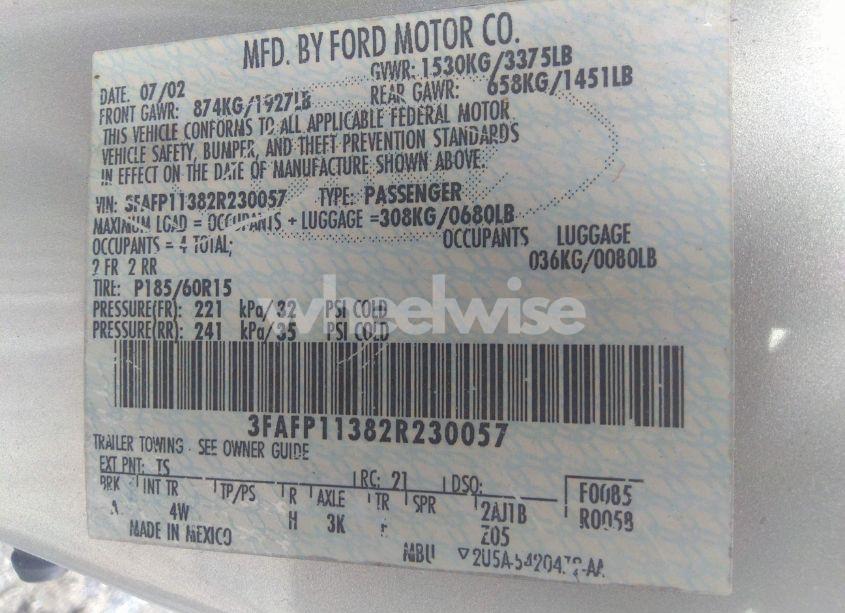 MFD. BY FORD MOTOR CO.
DATE: 07/02 GVWR: 1530KG/3375LB
FRONT GAWR: 874KG/1927LB REAR GAWR: 658KG/1451LB
THIS VEHICLE CONFORMS TO ALL APPLICABLE FEDERAL MOTOR
VEHICLE SAFETY, BUMPER, AND THEFT PREVENTION STANDARDS
IN EFFECT ON THE DATE OF MANUFACTURE SHOWN ABOVE.
VIN: 3FAFP11382R230057 TYPE: PASSENGER
MAXIMUM LOAD = OCCUPANTS + LUGGAGE =308KG/0680LB
OCCUPANTS = 4 TOTAL; OCCUPANTS LUGGAGE
2 FR 2 RR 036KG/0080LB
TIRE: P185/60R15
PRESSURE(FR) 221 kPa/32 PSI COLD
PRESSURE(RR) 241 kPa/35 PSI COLD
wheelwise
3FAFP11382R230057
TRAILER TOWING - SEE OWNER GUIDE
EXT PNT: TS RC: 21 DSO: F0085
BRK INT TR TP/PS R AXLE TR SPR 2AJ1B R0058
4W H 3K Z05
MADE IN MEXICO
MBU